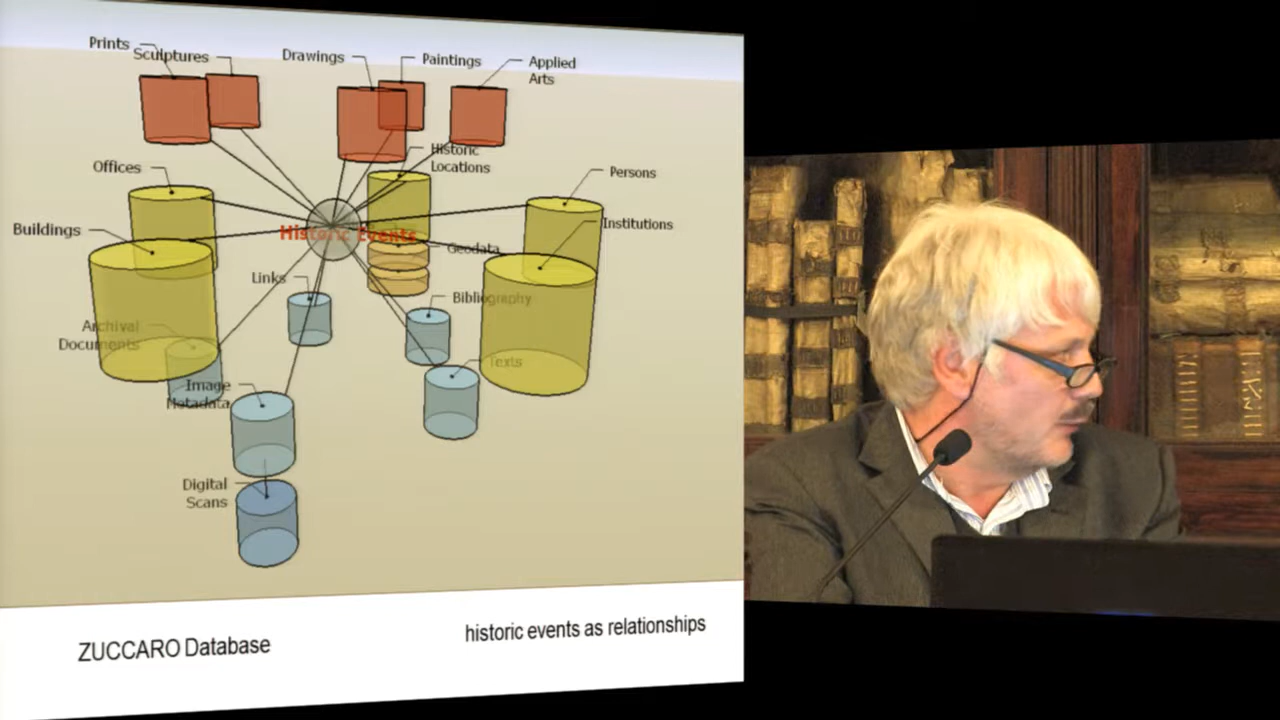 Prints
Sculptures
Drawings
Paintings
Applied
Arts
Historic
Locations
Offices
Persons
Buildings
Institutions
Historic Events
Geodata
Links
Bibliography
Archival
Documents
Texts
Image
Metadata
Digital
Scans
ZUCCARO Database
historic events as relationships